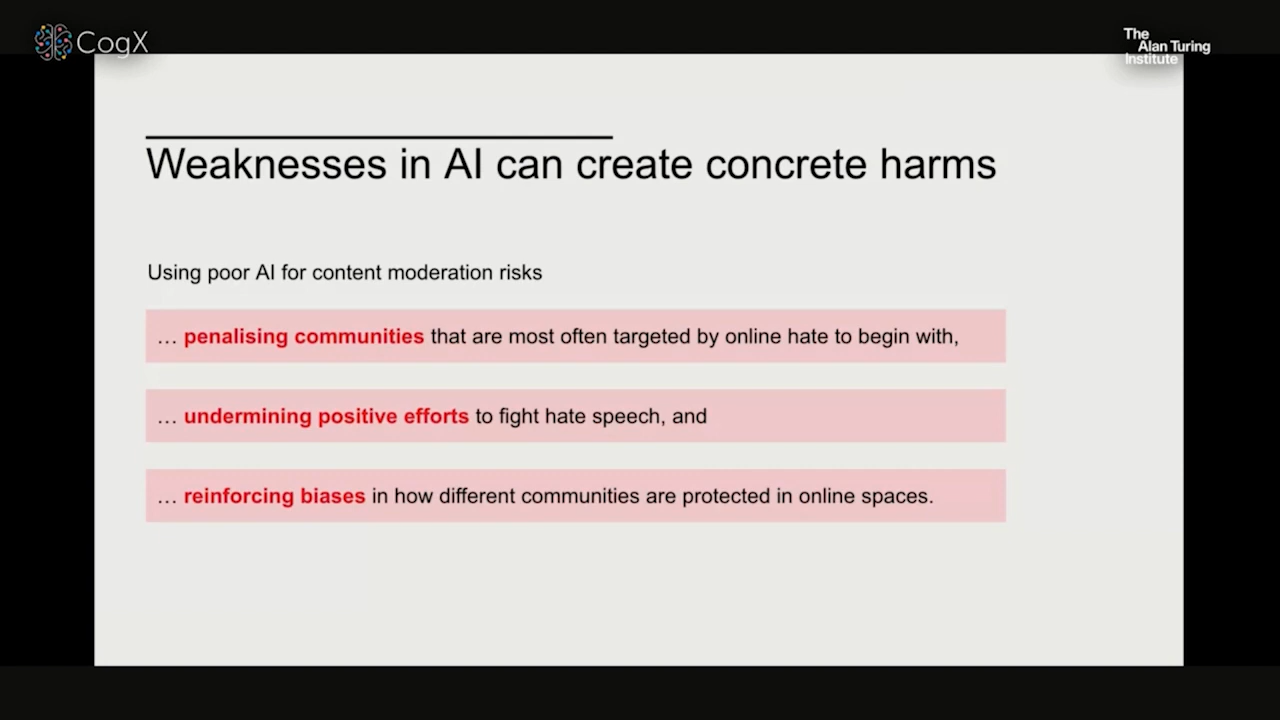 CogX
The
Alan Turing
Institute
Weaknesses in AI can create concrete harms
Using poor AI for content moderation risks
… penalising communities that are most often targeted by online hate to begin with,
… undermining positive efforts to fight hate speech, and
… reinforcing biases in how different communities are protected in online spaces.